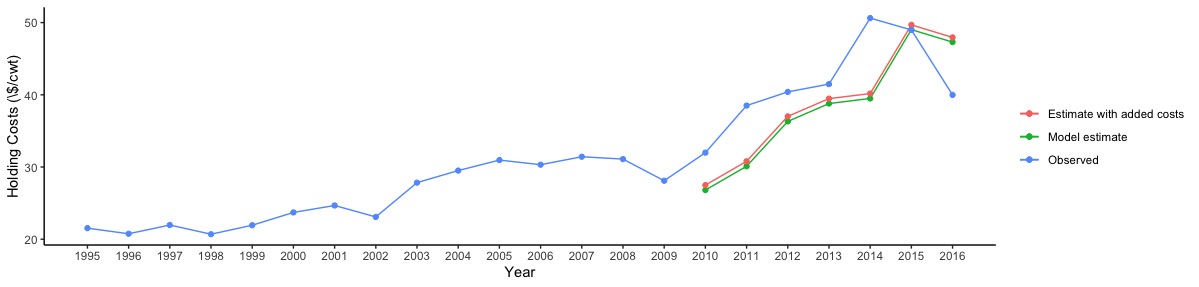 Holding Costs (\$/cwt)
50
40
30
20
1995 1996 1997 1998 1999 2000 2001 2002 2003 2004 2005 2006 2007 2008 2009 2010 2011 2012 2013 2014 2015 2016
Year
Estimate with added costs
Model estimate
Observed